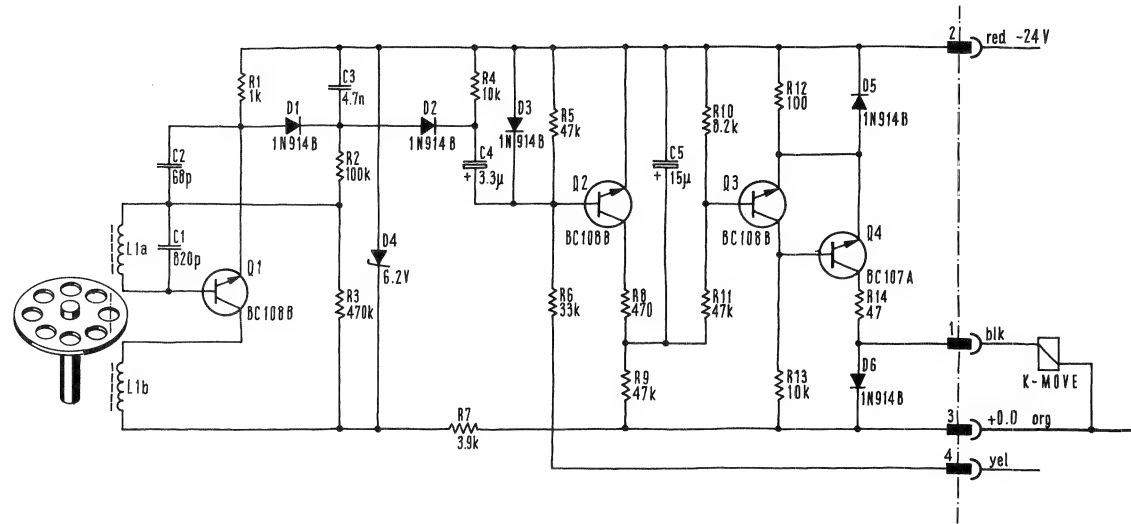 2
red -24V
R1
1k
C3
4.7n
R4
10k
D3
1N914B
R5
47k
R10
8.2k
R12
100
D5
1N914B
D1
1N914B
D2
1N914B
C2
68p
R2
100k
C4
+ 3.3µ
Q2
BC108B
C5
+ 15µ
Q3
BC108B
L1a
C1
820p
Q1
BC108B
D4
6.2V
Q4
BC107A
R3
470k
R6
33k
R8
470
R11
47k
R14
47
1
blk
K-MOVE
L1b
R9
47k
R13
10k
D6
1N914B
R7
3.9k
3
+0.0 org
4
yel